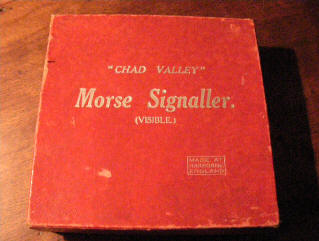 "CHAD VALLEY"
Morse Signaller.
(VISIBLE.)
MADE AT
HARBORNE
ENGLAND